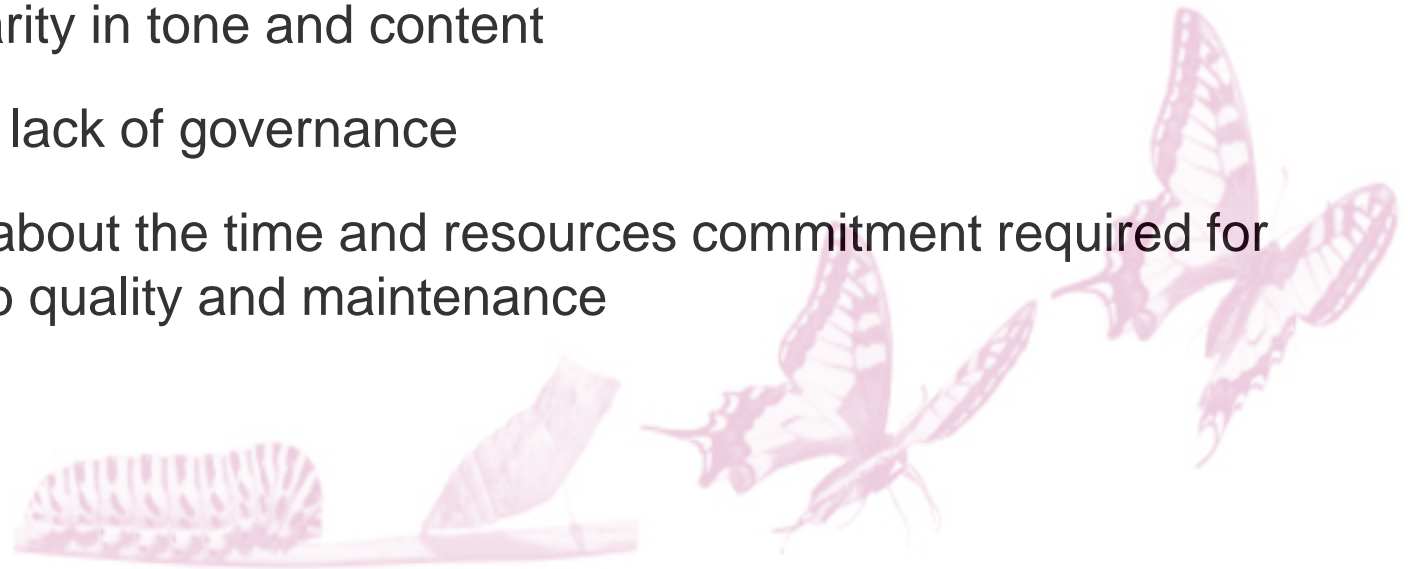 arity in tone and content
lack of governance
about the time and resources commitment required for
o quality and maintenance